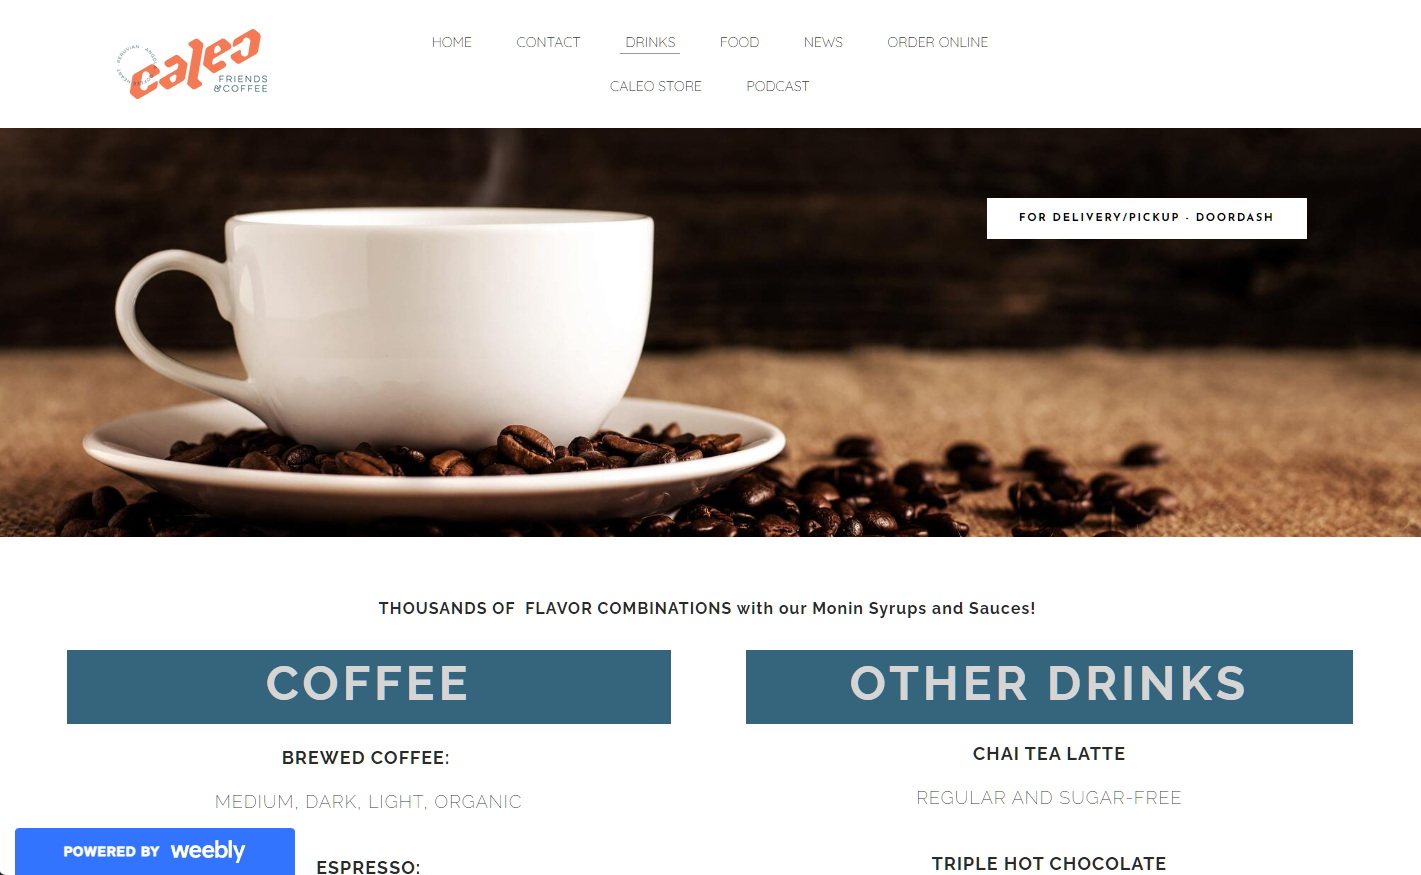 caleo
FRIENDS
&COFFEE
HOME CONTACT DRINKS FOOD NEWS ORDER ONLINE
CALEO STORE PODCAST
FOR DELIVERY/PICKUP - DOORDASH
THOUSANDS OF FLAVOR COMBINATIONS with our Monin Syrups and Sauces!
COFFEE
BREWED COFFEE:
MEDIUM, DARK, LIGHT, ORGANIC
ESPRESSO:
OTHER DRINKS
CHAI TEA LATTE
REGULAR AND SUGAR-FREE
TRIPLE HOT CHOCOLATE
POWERED BY weebly